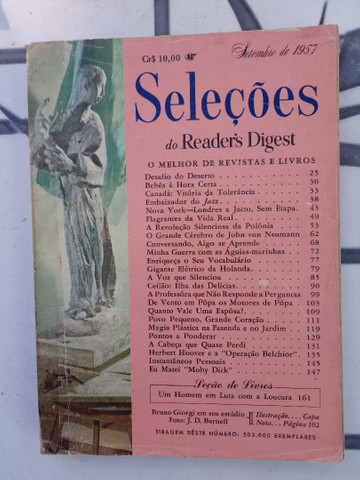 Cr$ 10,00 Setembro de 1957
Seleções
do Reader's Digest
O MELHOR DE REVISTAS E LIVROS
Desafio do Deserto . . . . . . . . . . . 25
Bebês à Hora Certa . . . . . . . . . . . 30
Canadá: Vitória da Tolerância . . . . . . 33
Embaixador do Jazz . . . . . . . . . . . 38
Nova York—Londres a Jacto, Sem Etapa. 43
Flagrantes da Vida Real . . . . . . . . . 49
A Revolução Silenciosa da Polônia . . . . 53
O Grande Cérebro de John von Neumann 62
Conversando, Algo se Aprende . . . . . . 68
Minha Guerra com as Águias-marinhas . . 72
Enriqueça o Seu Vocabulário . . . . . . . 77
Gigante Elétrico da Holanda . . . . . . . 79
A Voz que Silenciou . . . . . . . . . . . 85
Ceilão: Ilha das Delícias . . . . . . . . 90
A Professôra que Não Responde a Perguntas 99
De Vento em Pôpa os Motores de Pôpa . . 103
Quanto Vale Uma Espôsa? . . . . . . . . 109
Povo Pequeno, Grande Coração . . . . . 111
Magia Plástica na Fazenda e no Jardim . . 119
Pontos a Ponderar . . . . . . . . . . . 129
A Cabeça que Quase Perdi . . . . . . . 131
Herbert Hoover e a "Operação Belchior". 135
Instantâneos Pessoais . . . . . . . . . . 145
Eu Matei "Moby Dick" . . . . . . . . . 147
Seção de Livros
Um Homem em Luta com a Loucura 161
Bruno Giorgi em seu estúdio Ilustração.... Capa
Foto: J. D. Barnell Nota... Página 102
TIRAGEM DÊSTE NÚMERO: 503.000 EXEMPLARES